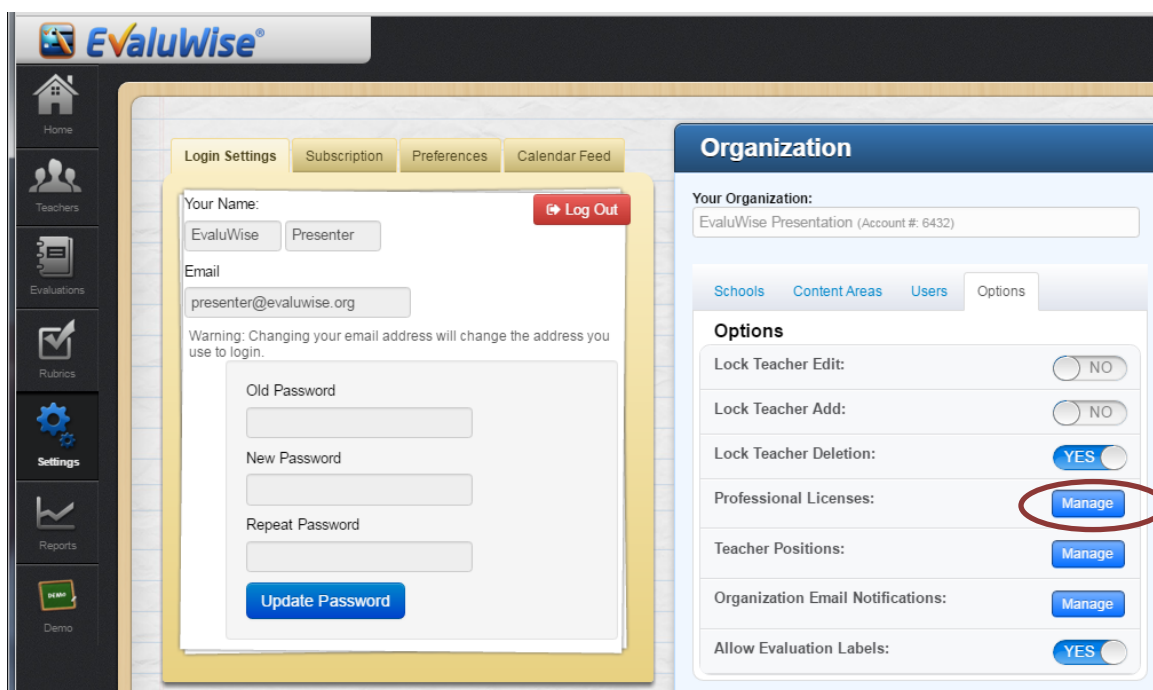 EvaluWise®
Home
Teachers
Evaluations
Rubrics
Settings
Reports
DEMO
Demo
Login Settings
Subscription
Preferences
Calendar Feed
Your Name:
Log Out
EvaluWise
Presenter
Email
presenter@evaluwise.org
Warning: Changing your email address will change the address you
use to login.
Old Password
New Password
Repeat Password
Update Password
Organization
Your Organization:
EvaluWise Presentation (Account #: 6432)
Schools
Content Areas
Users
Options
Options
Lock Teacher Edit:
NO
Lock Teacher Add:
NO
Lock Teacher Deletion:
YES
Professional Licenses:
Manage
Teacher Positions:
Manage
Organization Email Notifications:
Manage
Allow Evaluation Labels:
YES